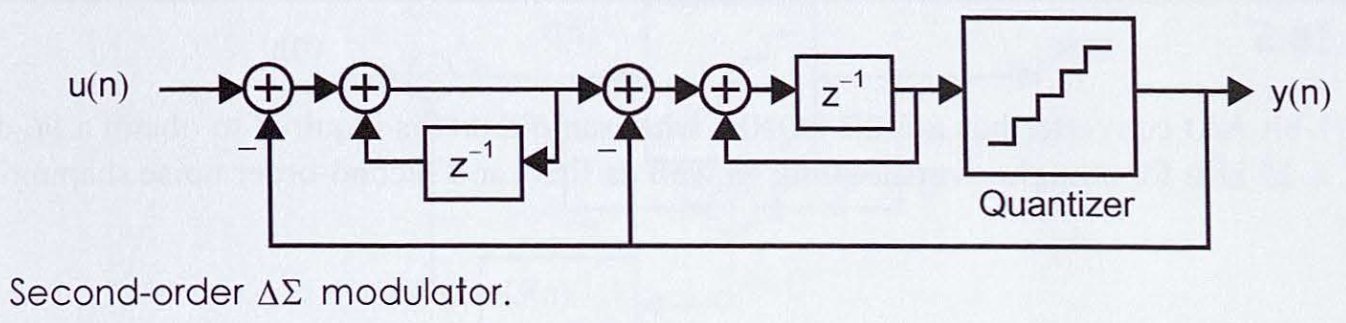 u(n)
+
+
+
+
z⁻¹
y(n)
−
z⁻¹
−
Quantizer
Second-order ΔΣ modulator.